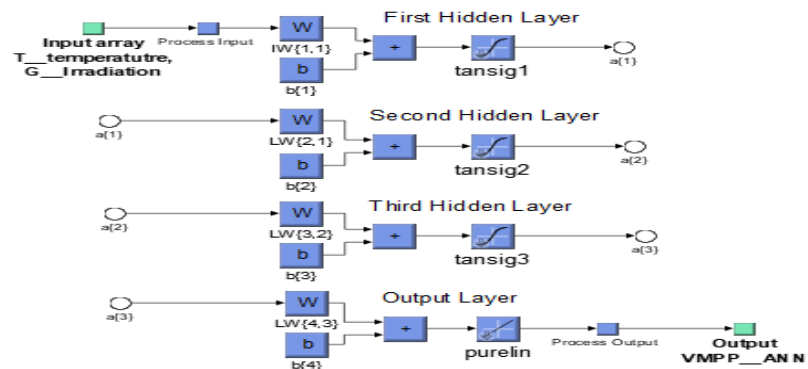 First Hidden Layer
W
Input array
T__temperatutre,
G__Irradiation
Process Input
IW{1,1}
+
b
b{1}
tansig1
a{1}
Second Hidden Layer
W
a{1}
LW{2,1}
+
b
b{2}
tansig2
a{2}
Third Hidden Layer
W
a{2}
LW{3,2}
+
b
b{3}
tansig3
a{3}
Output Layer
W
a{3}
LW{4,3}
+
b
b{4}
purelin
Process Output
Output
VMPP__ANN